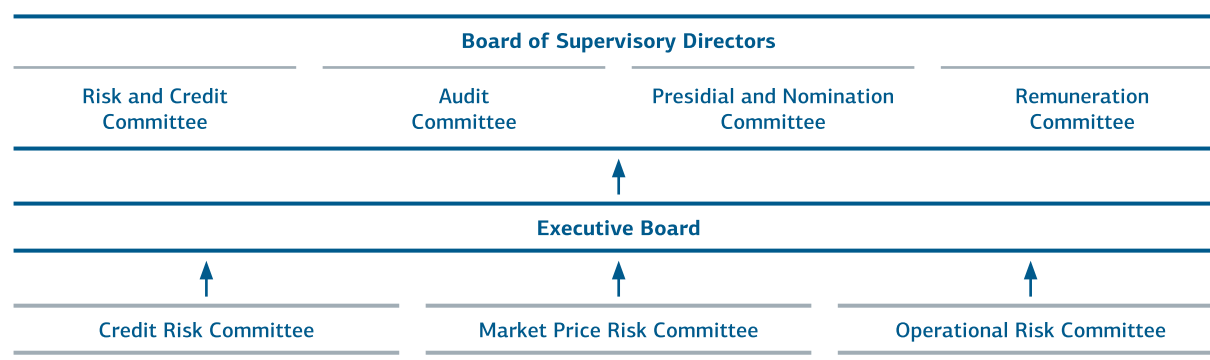 Board of Supervisory Directors
Risk and Credit
Committee
Audit
Committee
Presidial and Nomination
Committee
Remuneration
Committee
Executive Board
Credit Risk Committee
Market Price Risk Committee
Operational Risk Committee